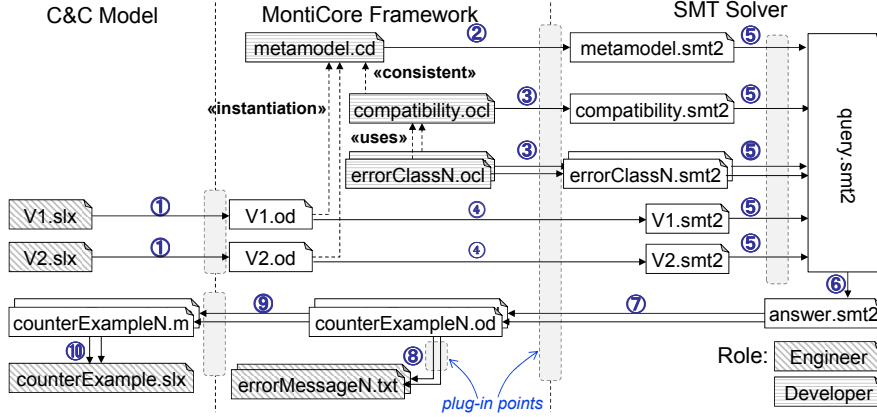 C&C Model
MontiCore Framework
SMT Solver
metamodel.cd
②
metamodel.smt2
⑤
«consistent»
«instantiation»
compatibility.ocl
③
compatibility.smt2
⑤
query.smt2
«uses»
errorClassN.ocl
③
errorClassN.smt2
⑤
V1.slx
①
V1.od
④
V1.smt2
⑤
V2.slx
①
V2.od
④
V2.smt2
⑤
⑥
counterExampleN.m
⑨
counterExampleN.od
⑦
answer.smt2
⑩
counterExample.slx
⑧
errorMessageN.txt
plug-in points
Role:
Engineer
Developer